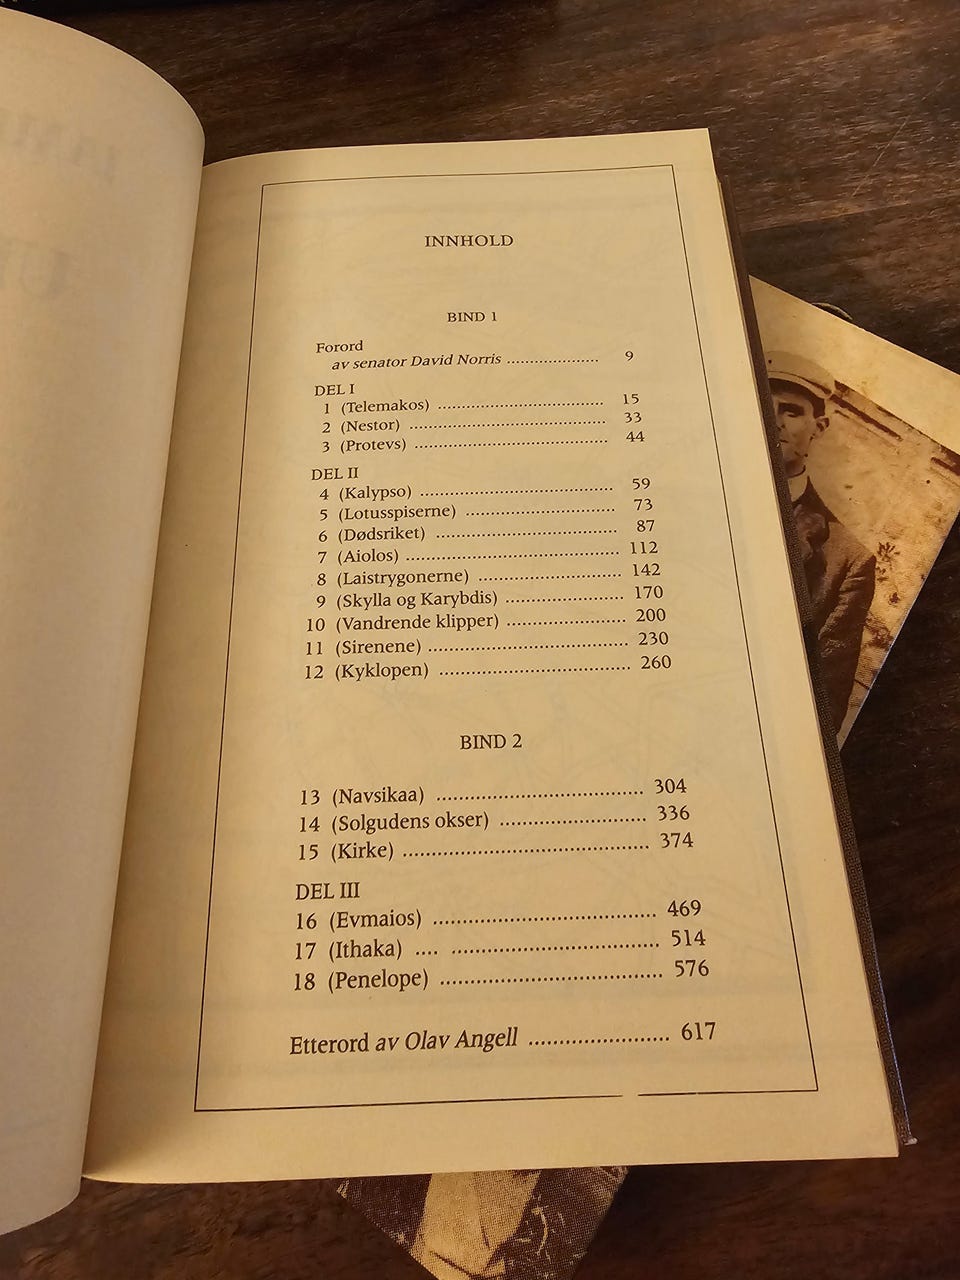 INNHOLD
BIND 1
Forord
av senator David Norris .................... 9
DEL I
1 (Telemakos) .................................... 15
2 (Nestor) .......................................... 33
3 (Protevs) ......................................... 44
DEL II
4 (Kalypso) ......................................... 59
5 (Lotusspiserne) ................................ 73
6 (Dødsriket) ...................................... 87
7 (Aiolos) ............................................ 112
8 (Laistrygonerne) .............................. 142
9 (Skylla og Karybdis) ......................... 170
10 (Vandrende klipper) ......................... 200
11 (Sirenene) ........................................ 230
12 (Kyklopen) ....................................... 260
BIND 2
13 (Navsikaa) ........................................ 304
14 (Solgudens okser) ............................ 336
15 (Kirke) .............................................. 374
DEL III
16 (Evmaios) ......................................... 469
17 (Ithaka) .... ...................................... 514
18 (Penelope) ........................................ 576
Etterord av Olav Angell ........................ 617